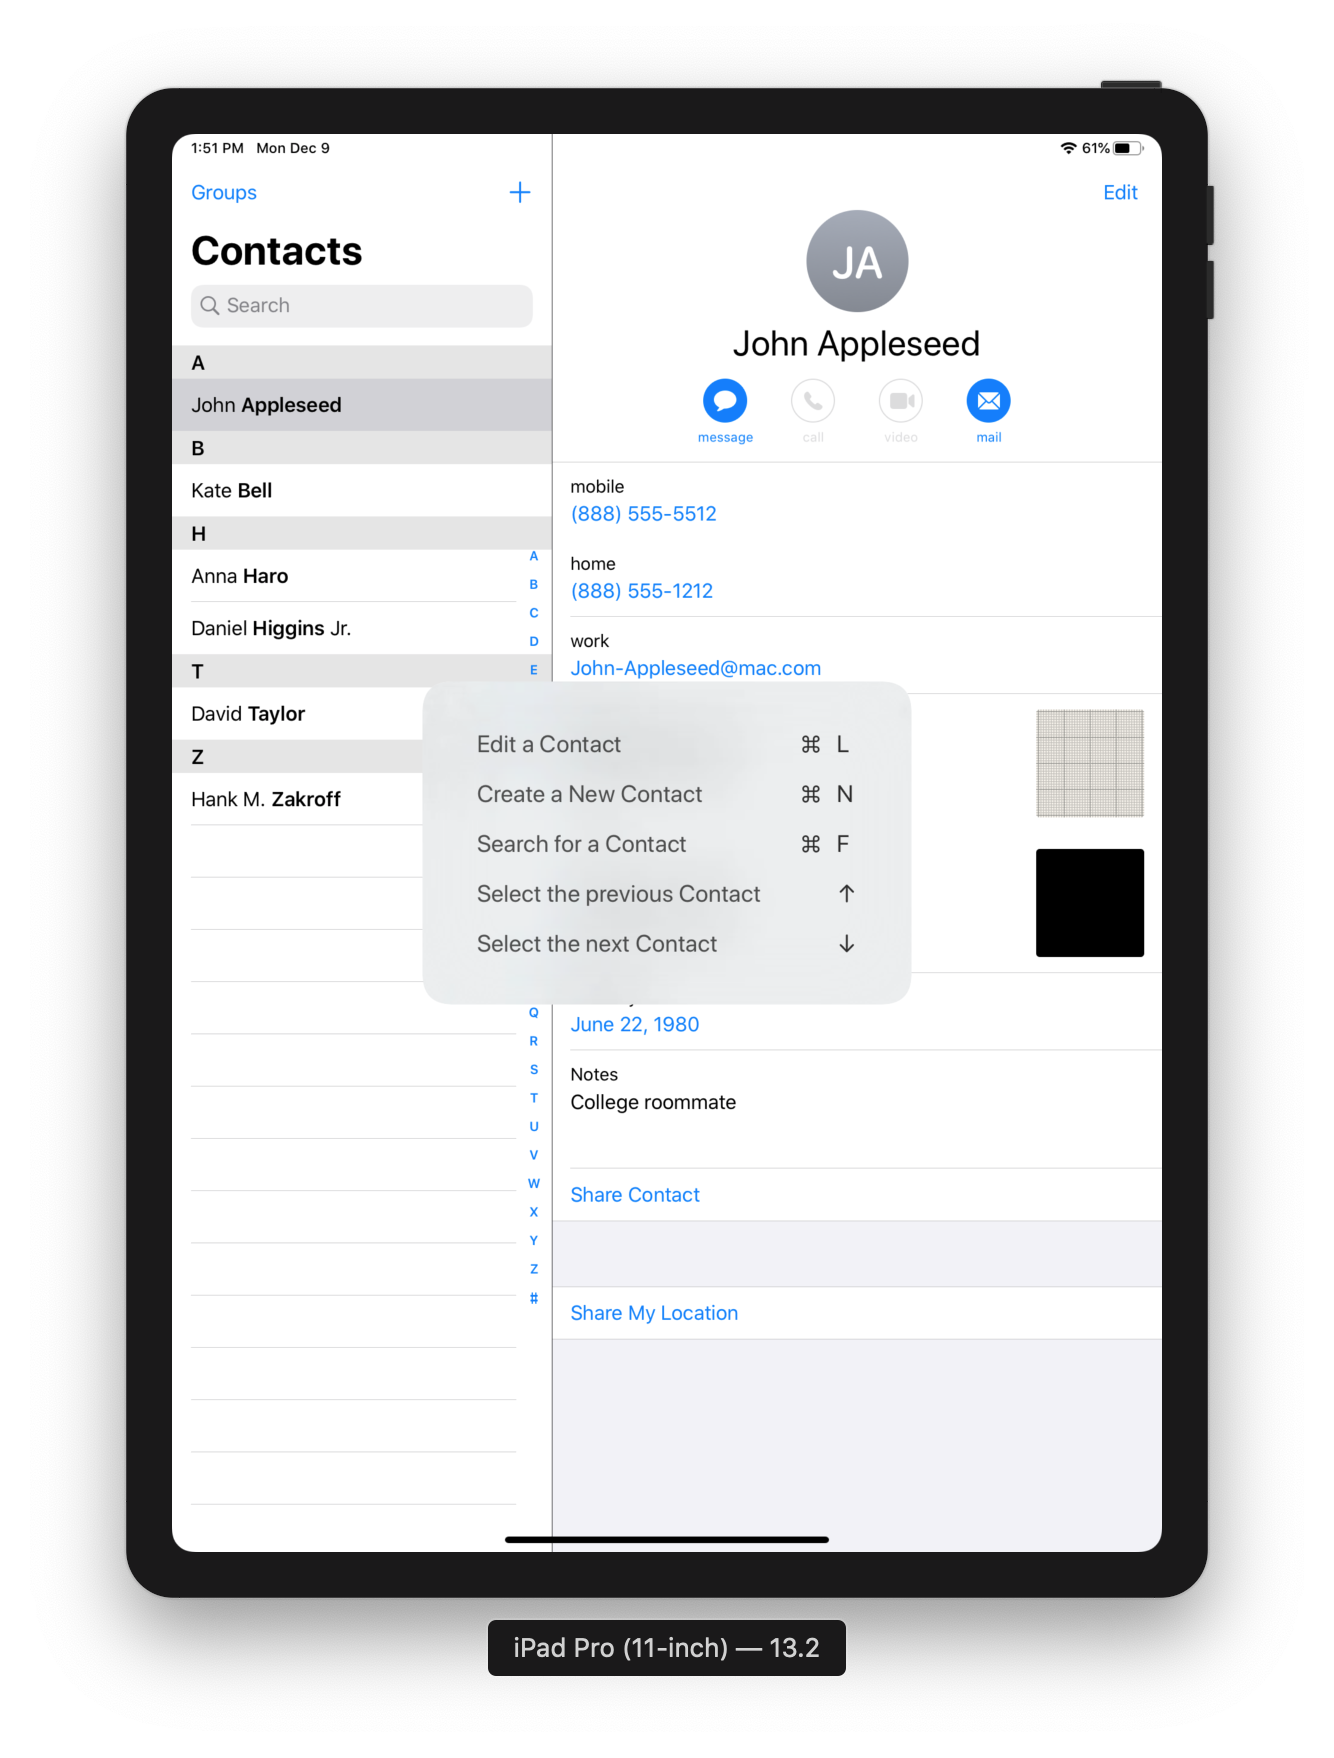 1:51 PM Mon Dec 9
61%
Groups
Edit
Contacts
Search
A
John Appleseed
B
Kate Bell
H
Anna Haro
Daniel Higgins Jr.
T
David Taylor
Z
Hank M. Zakroff
A
B
C
D
E
Q
R
S
T
U
V
W
X
Y
Z
#
JA
John Appleseed
message call video mail
mobile
(888) 555-5512
home
(888) 555-1212
work
John-Appleseed@mac.com
Edit a Contact ⌘ L
Create a New Contact ⌘ N
Search for a Contact ⌘ F
Select the previous Contact ↑
Select the next Contact ↓
June 22, 1980
Notes
College roommate
Share Contact
Share My Location
iPad Pro (11-inch) — 13.2